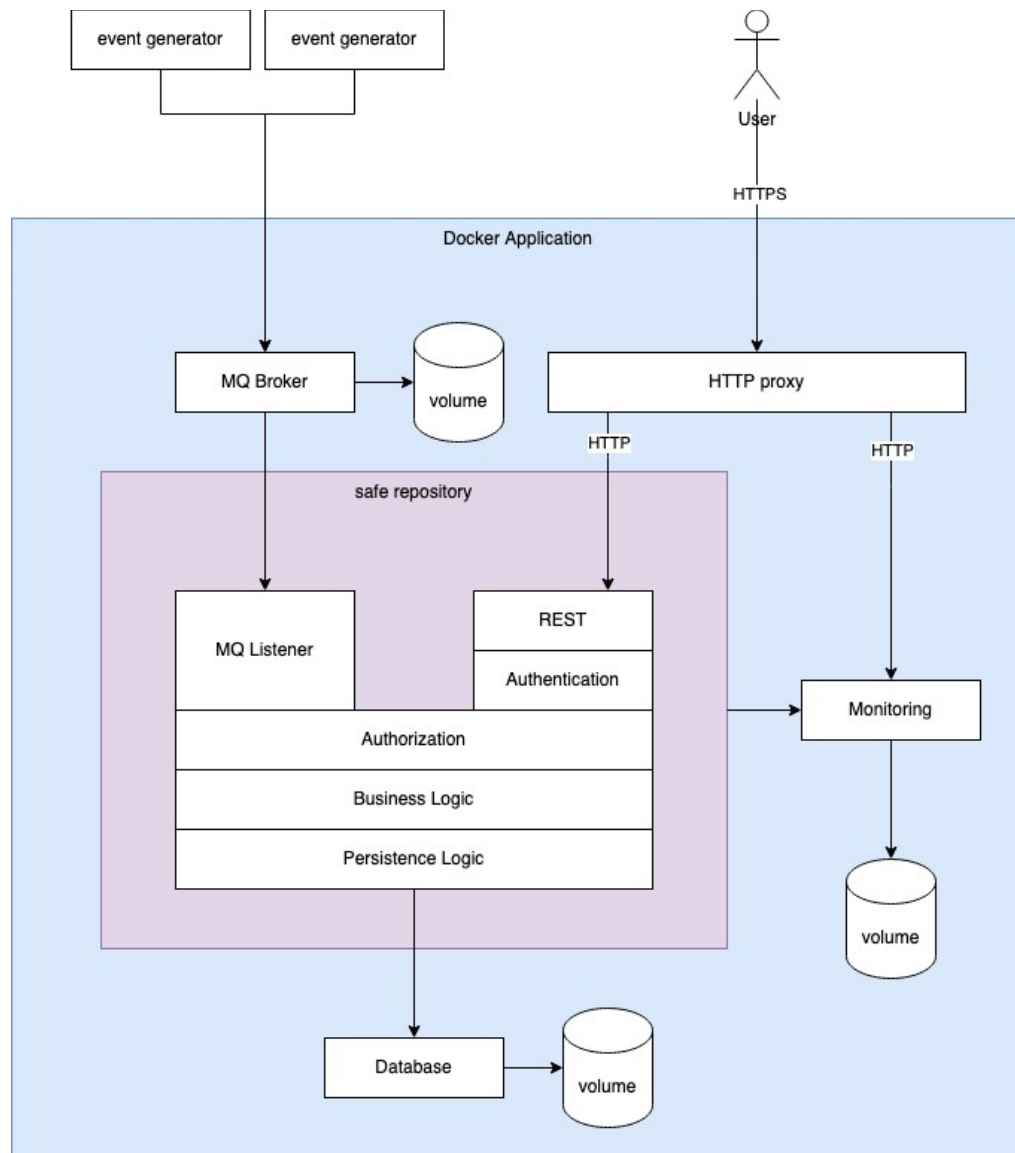 event generator
event generator
User
HTTPS
Docker Application
MQ Broker
volume
HTTP proxy
HTTP
HTTP
safe repository
MQ Listener
REST
Authentication
Monitoring
Authorization
Business Logic
Persistence Logic
volume
Database
volume